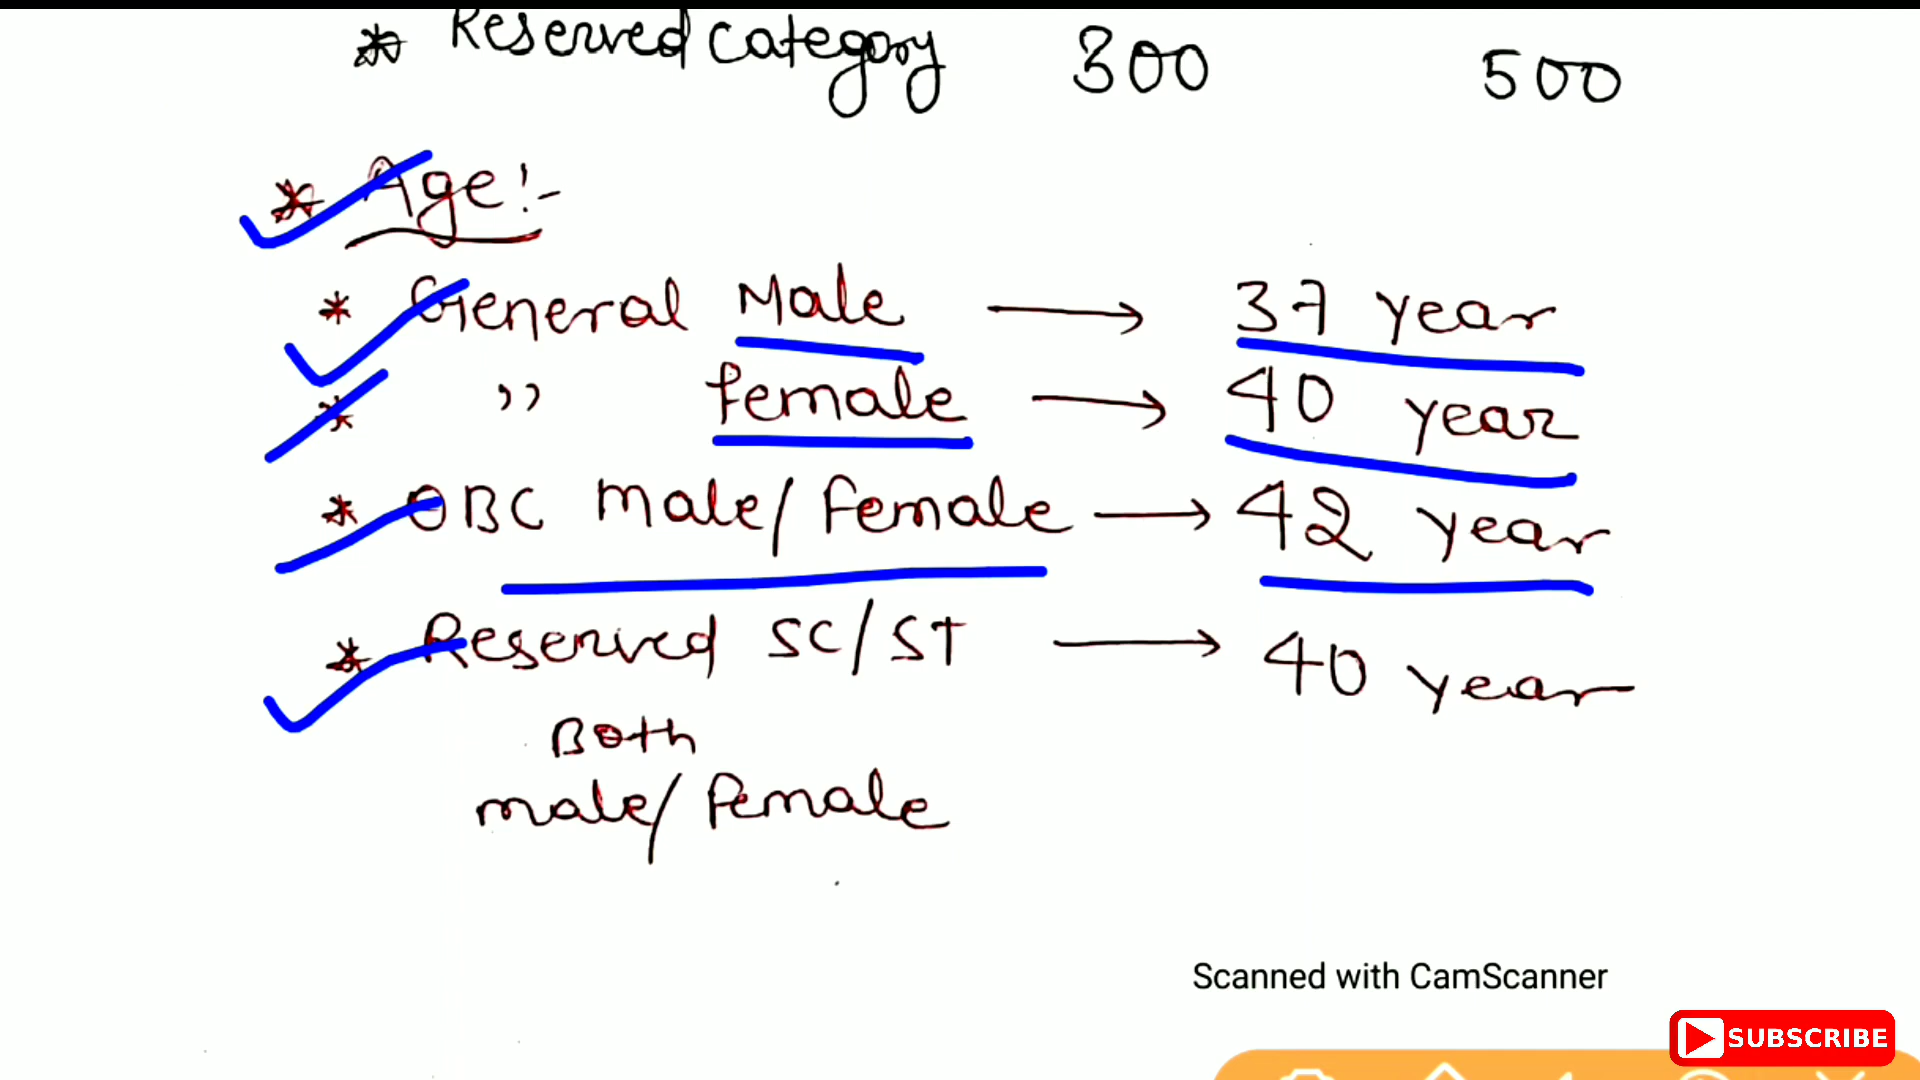 * Reserved category 300 500
* Age:-
* General Male → 37 year
* ,, female → 40 year
* OBC male/female → 42 year
* Reserved SC/ST → 40 year
Both
male/female
Scanned with CamScanner
SUBSCRIBE